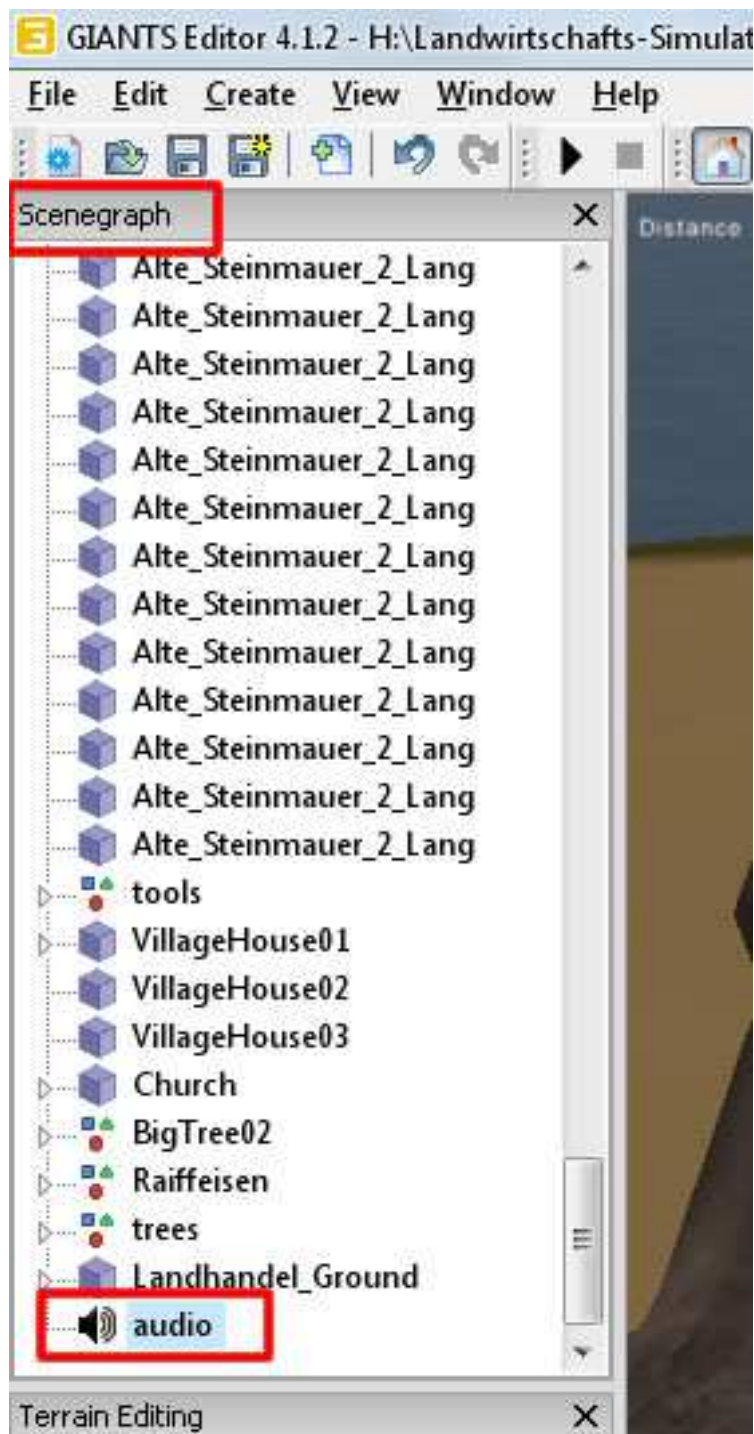 GIANTS Editor 4.1.2 - H:\Landwirtschafts-Simulat
File Edit Create View Window Help
Scenegraph
Distance
Alte_Steinmauer_2_Lang
Alte_Steinmauer_2_Lang
Alte_Steinmauer_2_Lang
Alte_Steinmauer_2_Lang
Alte_Steinmauer_2_Lang
Alte_Steinmauer_2_Lang
Alte_Steinmauer_2_Lang
Alte_Steinmauer_2_Lang
Alte_Steinmauer_2_Lang
Alte_Steinmauer_2_Lang
Alte_Steinmauer_2_Lang
Alte_Steinmauer_2_Lang
Alte_Steinmauer_2_Lang
tools
VillageHouse01
VillageHouse02
VillageHouse03
Church
BigTree02
Raiffeisen
trees
Landhandel_Ground
audio
Terrain Editing